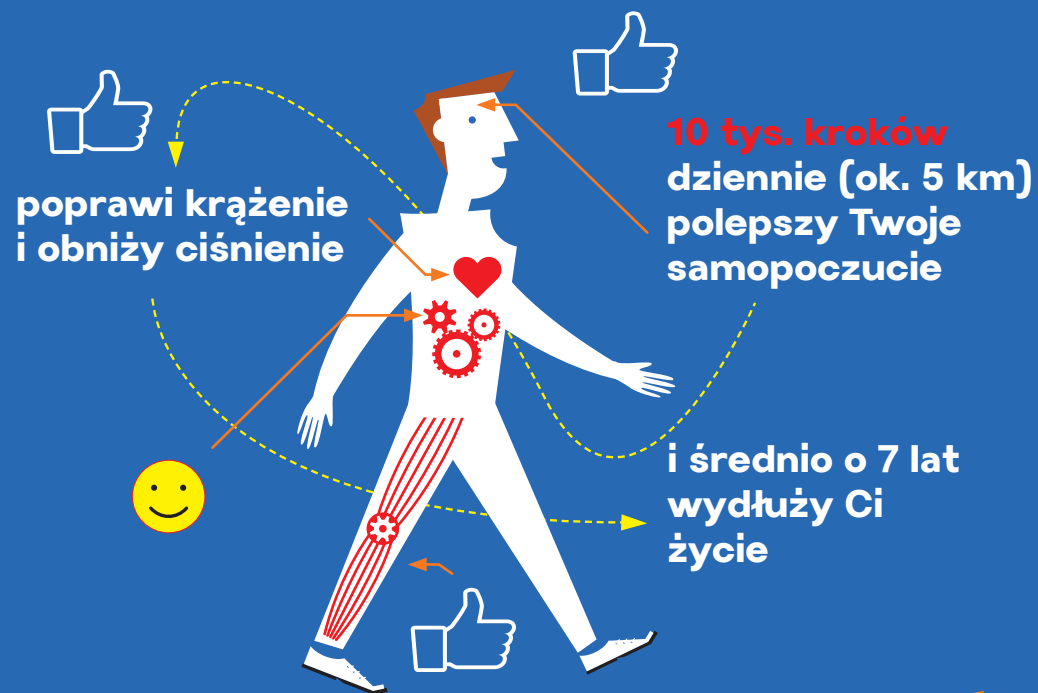 10 tys. kroków
dziennie (ok. 5 km)
polepszy Twoje
samopoczucie
poprawi krążenie
i obniży ciśnienie
i średnio o 7 lat
wydłuży Ci
życie